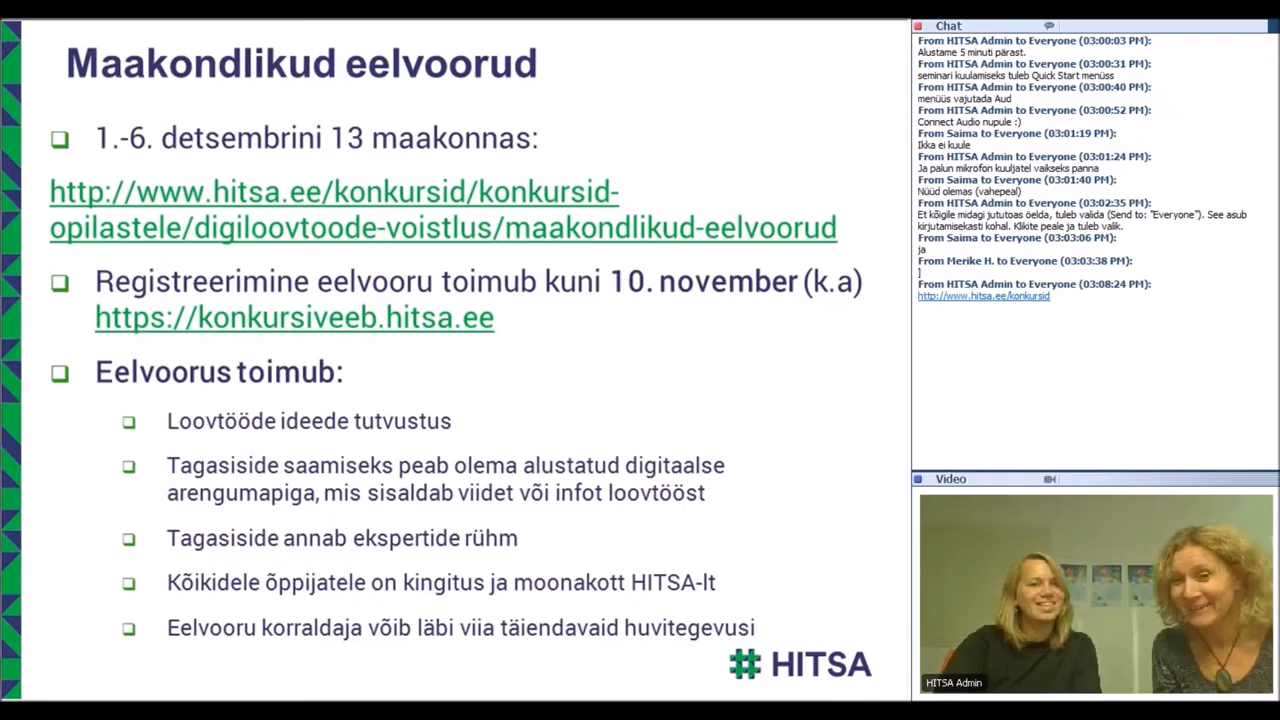 Maakondlikud eelvoorud
1.-6. detsembrini 13 maakonnas:
http://www.hitsa.ee/konkursid/konkursid-
opilastele/digiloovtoode-voistlus/maakondlikud-eelvoorud
Registreerimine eelvooru toimub kuni 10. november (k.a)
https://konkursiveeb.hitsa.ee
Eelvoorus toimub:
Loovtööde ideede tutvustus
Tagasiside saamiseks peab olema alustatud digitaalse
arengumapiga, mis sisaldab viidet või infot loovtööst
Tagasiside annab ekspertide rühm
Kõikidele õppijatele on kingitus ja moonakott HITSA-lt
Eelvooru korraldaja võib läbi viia täiendavaid huvitegevusi
HITSA
Chat
From HITSA Admin to Everyone (03:00:03 PM):
Alustame 5 minuti pärast.
From HITSA Admin to Everyone (03:00:31 PM):
seminari kuulamiseks tuleb Quick Start menüss
From HITSA Admin to Everyone (03:00:40 PM):
menüüs vajutada Aud
From HITSA Admin to Everyone (03:00:52 PM):
Connect Audio nupule :)
From Saima to Everyone (03:01:19 PM):
Ikka ei kuule
From HITSA Admin to Everyone (03:01:24 PM):
Ja palun mikrofon kuuljatel vaikseks panna
From Saima to Everyone (03:01:40 PM):
Nüüd olemas (vahepeal)
From HITSA Admin to Everyone (03:02:35 PM):
Et kõigile midagi jututoas öelda, tuleb valida (Send to: "Everyone"). See asub
kirjutamisekasti kohal. Klikite peale ja tuleb valik.
From Saima to Everyone (03:03:06 PM):
ja
From Merike H. to Everyone (03:03:38 PM):
]
From HITSA Admin to Everyone (03:08:24 PM):
http://www.hitsa.ee/konkursid
Video
HITSA Admin